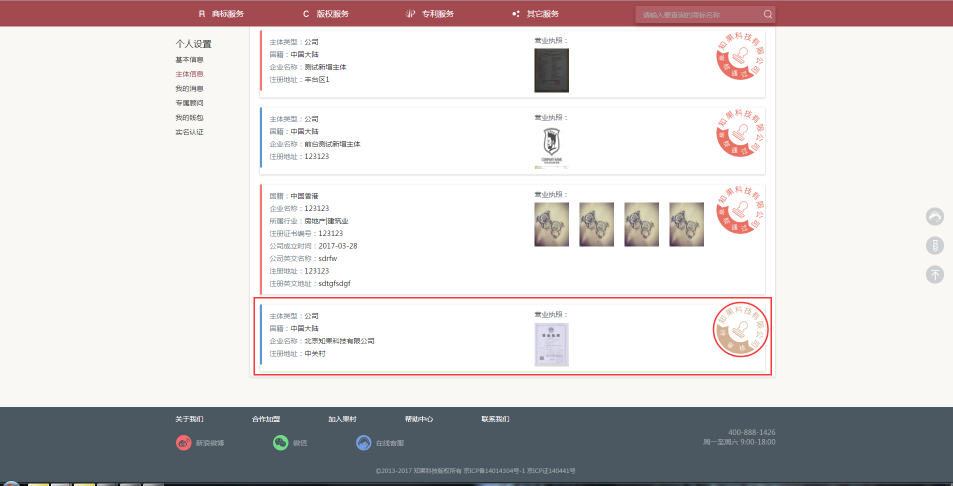 商标服务
C 版权服务
专利服务
其它服务
请输入要查询的商标名称
个人设置
基本信息
主体信息
我的消息
专属顾问
我的钱包
实名认证
主体类型：公司
国籍：中国大陆
企业名称：测试新增主体
注册地址：丰台区1
营业执照：
知果科技有限公司
审核通过
主体类型：公司
国籍：中国大陆
企业名称：前台测试新增主体
注册地址：123123
营业执照：
COMPANY NAME
知果科技有限公司
审核通过
国籍：中国香港
企业名称：123123
所属行业：房地产|建筑业
注册证书编号：123123
公司成立时间：2017-03-28
公司英文名称：sdrfw
注册地址：123123
注册英文地址：sdtgfsdgf
营业执照：
知果科技有限公司
审核通过
主体类型：公司
国籍：中国大陆
企业名称：北京知果科技有限公司
注册地址：中关村
营业执照：
知果科技有限公司
关于我们
合作加盟
加入果村
帮助中心
联系我们
新浪微博
微信
在线客服
400-888-1426
周一至周六 9:00-18:00
©2013-2017 知果科技版权所有 京ICP备14014304号-1 京ICP证140441号